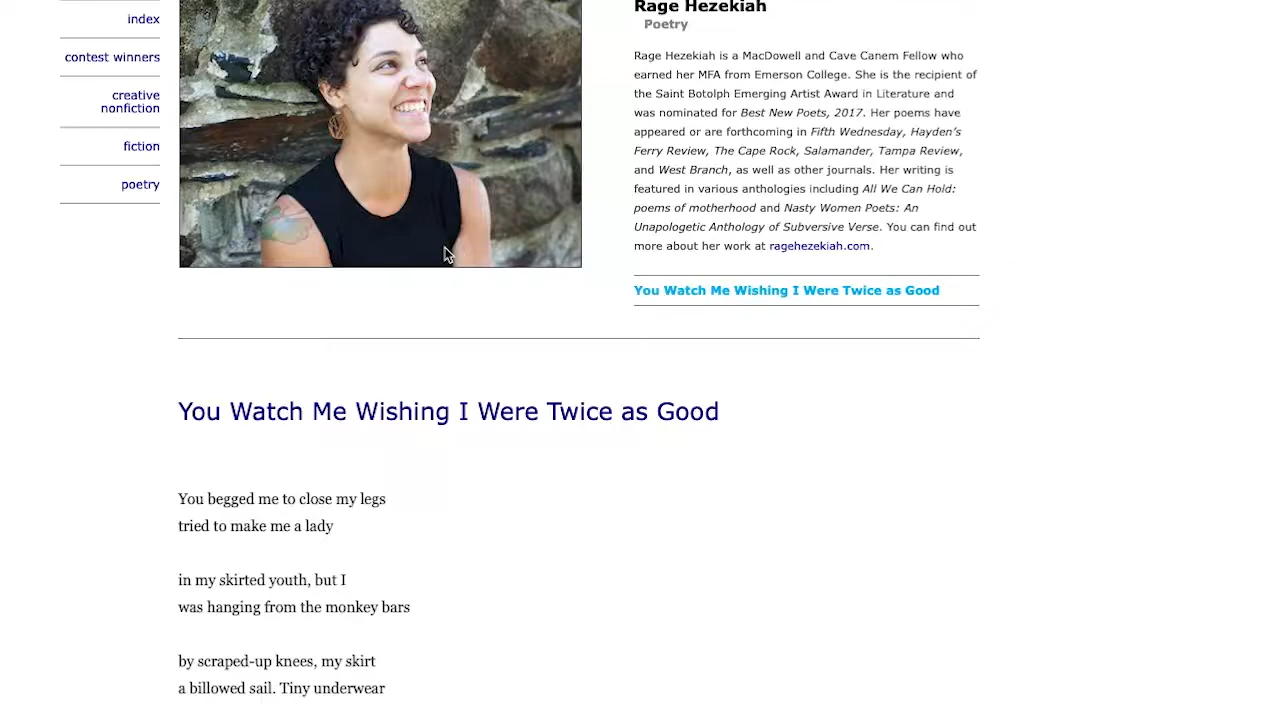 index
contest winners
creative
nonfiction
fiction
poetry
Rage Hezekiah
Poetry
Rage Hezekiah is a MacDowell and Cave Canem Fellow who
earned her MFA from Emerson College. She is the recipient of
the Saint Botolph Emerging Artist Award in Literature and
was nominated for Best New Poets, 2017. Her poems have
appeared or are forthcoming in Fifth Wednesday, Hayden’s
Ferry Review, The Cape Rock, Salamander, Tampa Review,
and West Branch, as well as other journals. Her writing is
featured in various anthologies including All We Can Hold:
poems of motherhood and Nasty Women Poets: An
Unapologetic Anthology of Subversive Verse. You can find out
more about her work at ragehezekiah.com.
You Watch Me Wishing I Were Twice as Good
You Watch Me Wishing I Were Twice as Good
You begged me to close my legs
tried to make me a lady
in my skirted youth, but I
was hanging from the monkey bars
by scraped-up knees, my skirt
a billowed sail. Tiny underwear